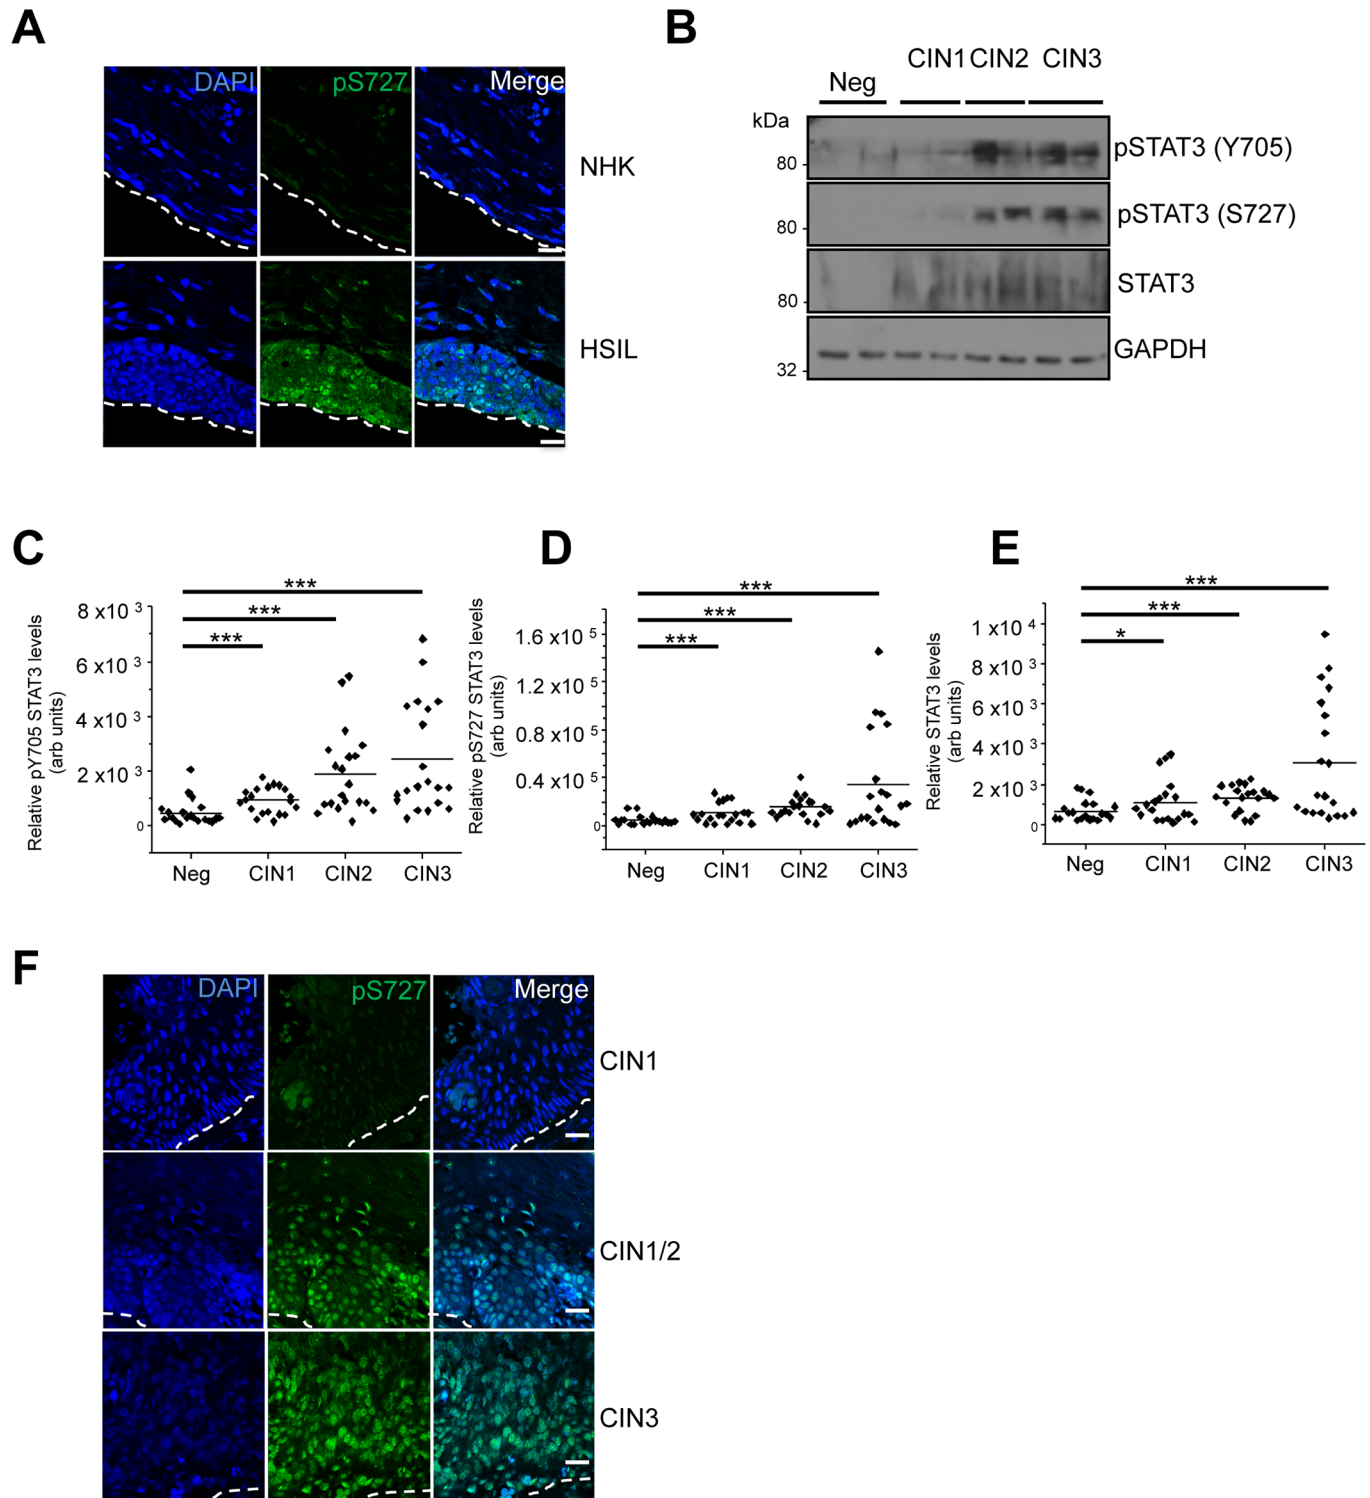 A
DAPI pS727 Merge
NHK
HSIL
B
CIN1 CIN2 CIN3
Neg
kDa
80
pSTAT3 (Y705)
80
pSTAT3 (S727)
80
STAT3
32
GAPDH
C
Relative pY705 STAT3 levels
(arb units)
8 x10 3
6 x10 3
4 x10 3
2 x10 3
0
***
***
***
Neg CIN1 CIN2 CIN3
D
Relative pS727 STAT3 levels
(arb units)
1.6 x10 5
1.2 x10 5
0.8 x10 5
0.4 x10 5
0
***
***
***
Neg CIN1 CIN2 CIN3
E
Relative STAT3 levels
(arb units)
1 x10 4
8 x10 3
6 x10 3
4 x10 3
2 x10 3
0
***
***
*
Neg CIN1 CIN2 CIN3
F
DAPI pS727 Merge
CIN1
CIN1/2
CIN3